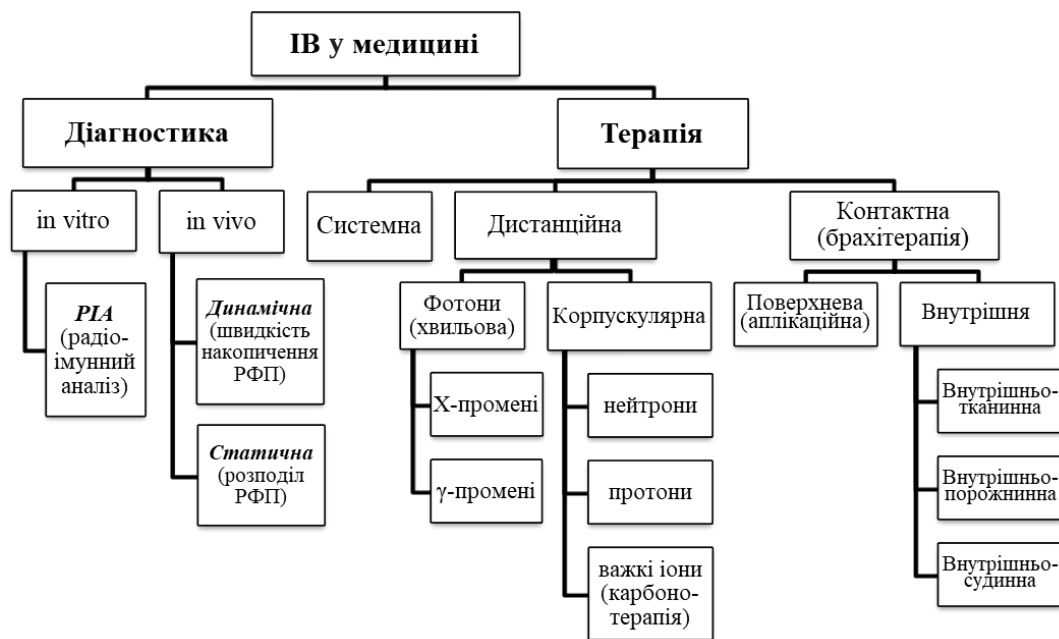 ІВ у медицині
Діагностика
Терапія
in vitro
in vivo
Системна
Дистанційна
Контактна
(брахітерапія)
РІА
(радіо-
імунний
аналіз)
Динамічна
(швидкість
накопичення
РФП)
Статична
(розподіл
РФП)
Фотони
(хвильова)
Корпускулярна
Поверхнева
(аплікаційна)
Внутрішня
Х-промені
γ-промені
нейтрони
протони
важкі іони
(карбоно-
терапія)
Внутрішньо-
тканинна
Внутрішньо-
порожнинна
Внутрішньо-
судинна